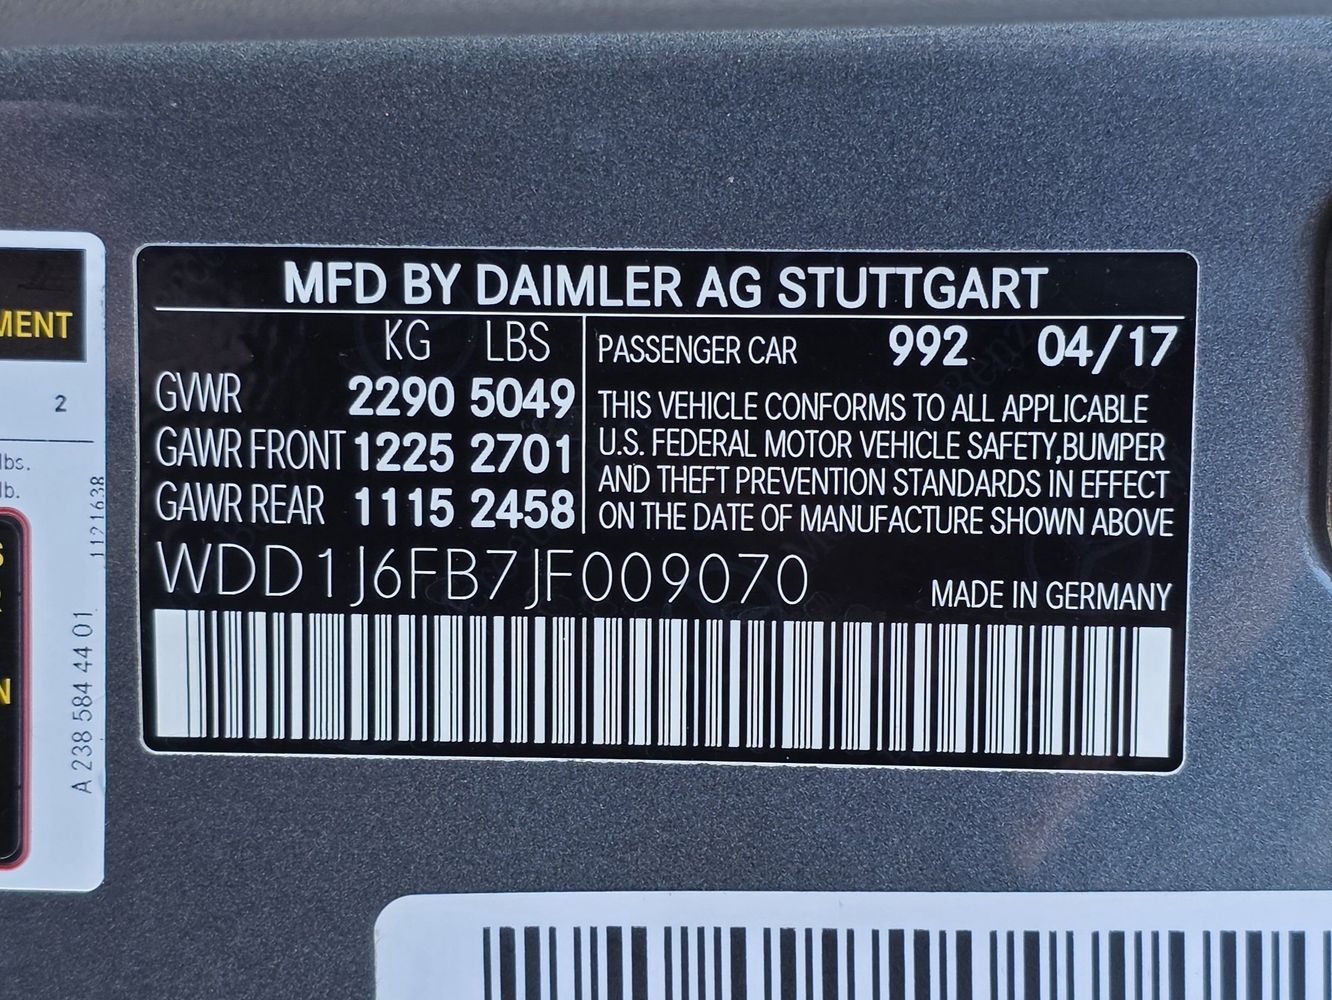 MFD BY DAIMLER AG STUTTGART
KG LBS
GVWR 2290 5049
GAWR FRONT 1225 2701
GAWR REAR 1115 2458
PASSENGER CAR 992 04/17
THIS VEHICLE CONFORMS TO ALL APPLICABLE
U.S. FEDERAL MOTOR VEHICLE SAFETY,BUMPER
AND THEFT PREVENTION STANDARDS IN EFFECT
ON THE DATE OF MANUFACTURE SHOWN ABOVE
WDD1J6FB7JF009070
MADE IN GERMANY
MENT
2
lbs.
lb.
1121638
A 238 584 44 01
S
R
N